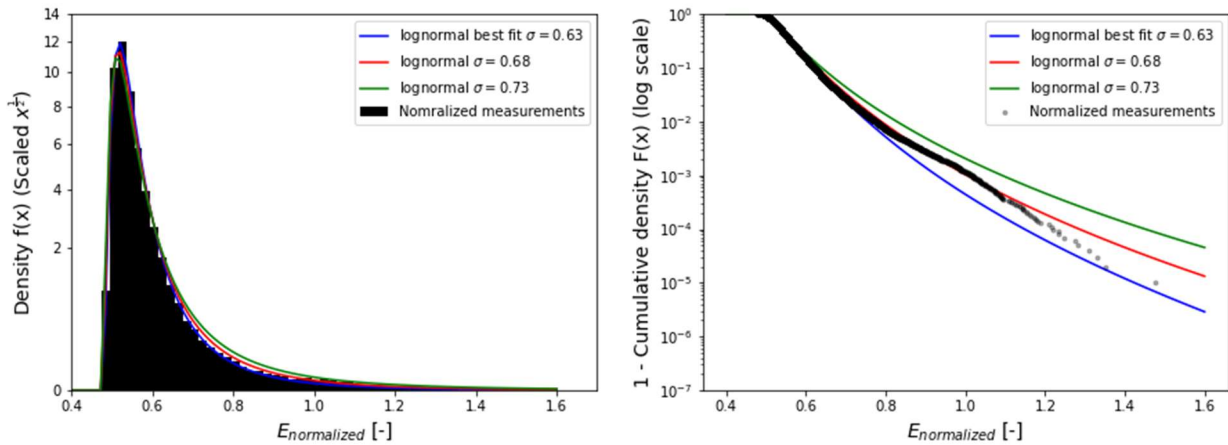 Density f(x) (Scaled x^{1/2})
14
12
10
8
6
4
2
0
0.4 0.6 0.8 1.0 1.2 1.4 1.6
E_{normalized} [-]
lognormal best fit σ = 0.63
lognormal σ = 0.68
lognormal σ = 0.73
Nomralized measurements
1 - Cumulative density F(x) (log scale)
10^0
10^{-1}
10^{-2}
10^{-3}
10^{-4}
10^{-5}
10^{-6}
10^{-7}
0.4 0.6 0.8 1.0 1.2 1.4 1.6
E_{normalized} [-]
lognormal best fit σ = 0.63
lognormal σ = 0.68
lognormal σ = 0.73
Normalized measurements